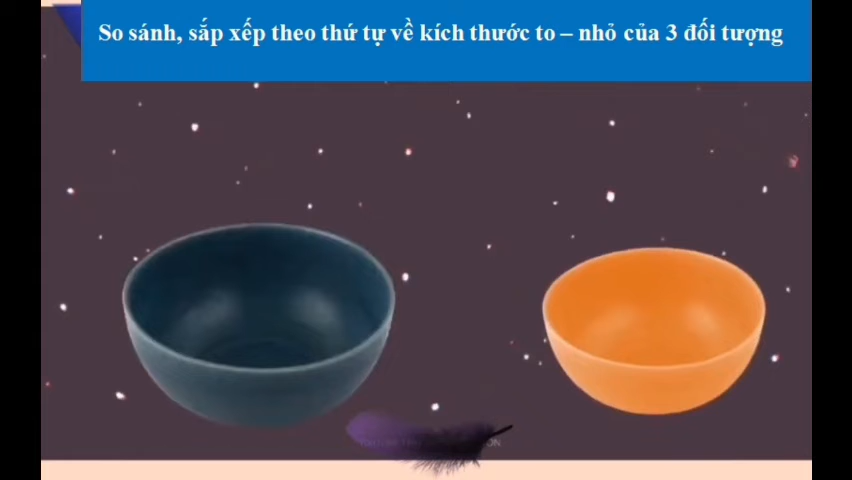 So sánh, sắp xếp theo thứ tự về kích thước to – nhỏ của 3 đối tượng